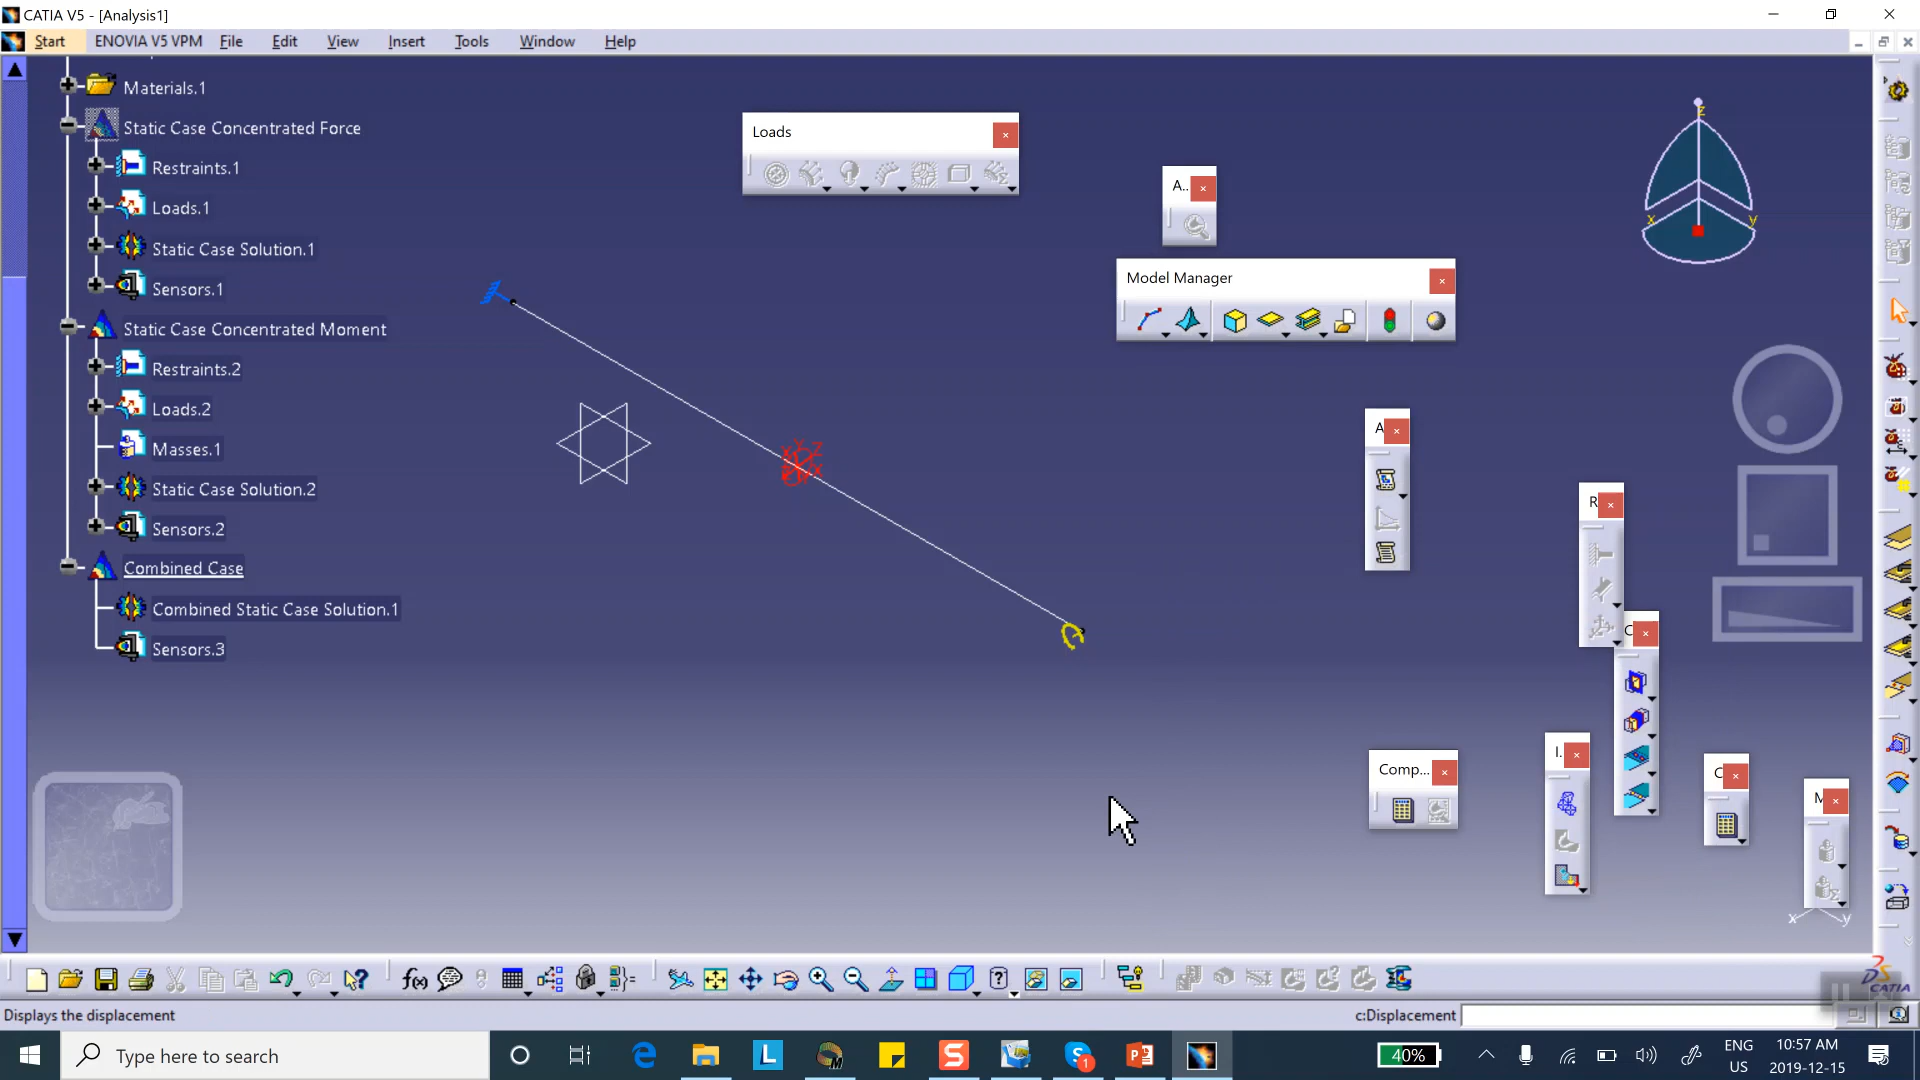 CATIA V5 - [Analysis1]
Start ENOVIA V5 VPM File Edit View Insert Tools Window Help
Materials.1
Static Case Concentrated Force
Restraints.1
Loads.1
Static Case Solution.1
Sensors.1
Static Case Concentrated Moment
Restraints.2
Loads.2
Masses.1
Static Case Solution.2
Sensors.2
Combined Case
Combined Static Case Solution.1
Sensors.3
Loads
A..
Model Manager
A
R
C
Comp...
I.
C
M
z
x
y
x
y
CATIA
Displays the displacement
c:Displacement
Type here to search
40%
ENG
US
10:57 AM
2019-12-15